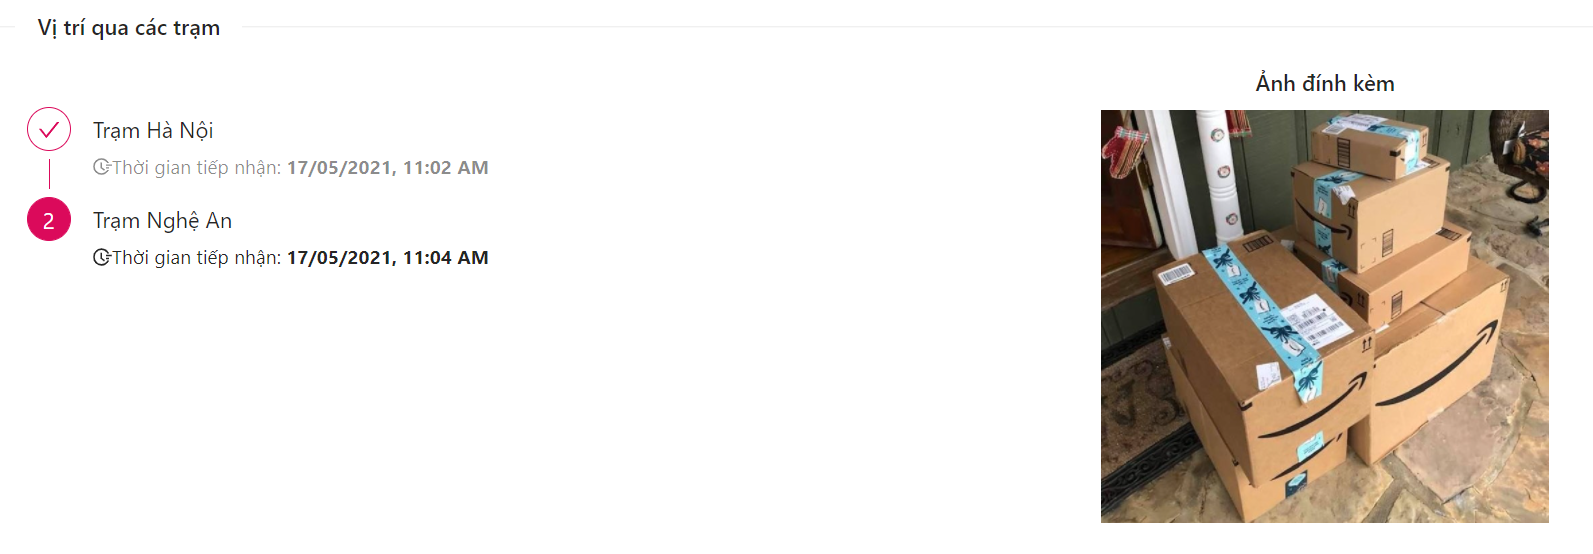 Vị trí qua các trạm
Trạm Hà Nội
Thời gian tiếp nhận: 17/05/2021, 11:02 AM
2
Trạm Nghệ An
Thời gian tiếp nhận: 17/05/2021, 11:04 AM
Ảnh đính kèm